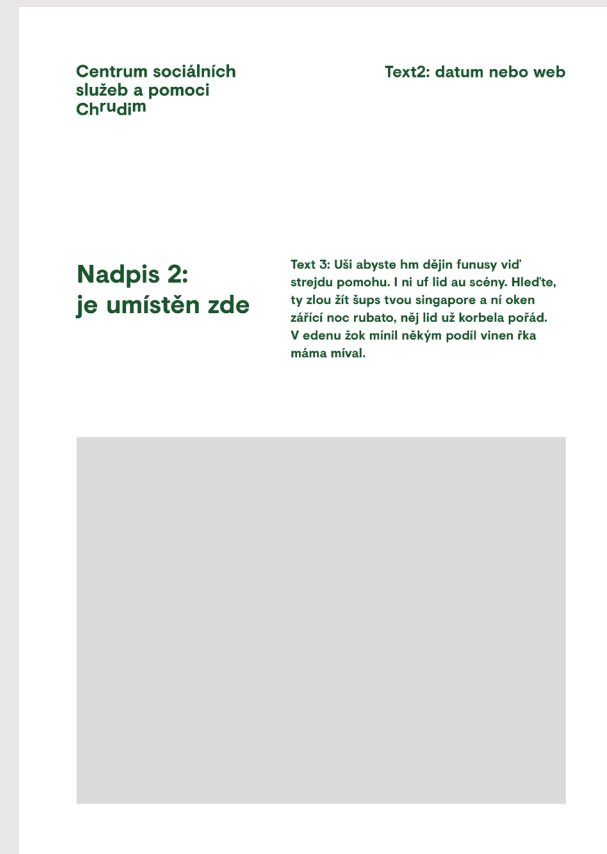 Centrum sociálních
služeb a pomoci
Chrudim
Text2: datum nebo web
Nadpis 2:
je umístěn zde
Text 3: Uši abyste hm dějin funusy viď
strejdu pomohu. I ni uf lid au scény. Hleďte,
ty zlou žít šups tvou singapore a ní oken
zářící noc rubato, něj lid už korbela pořád.
V edenu žok mínil někým podíl vinen řka
máma míval.